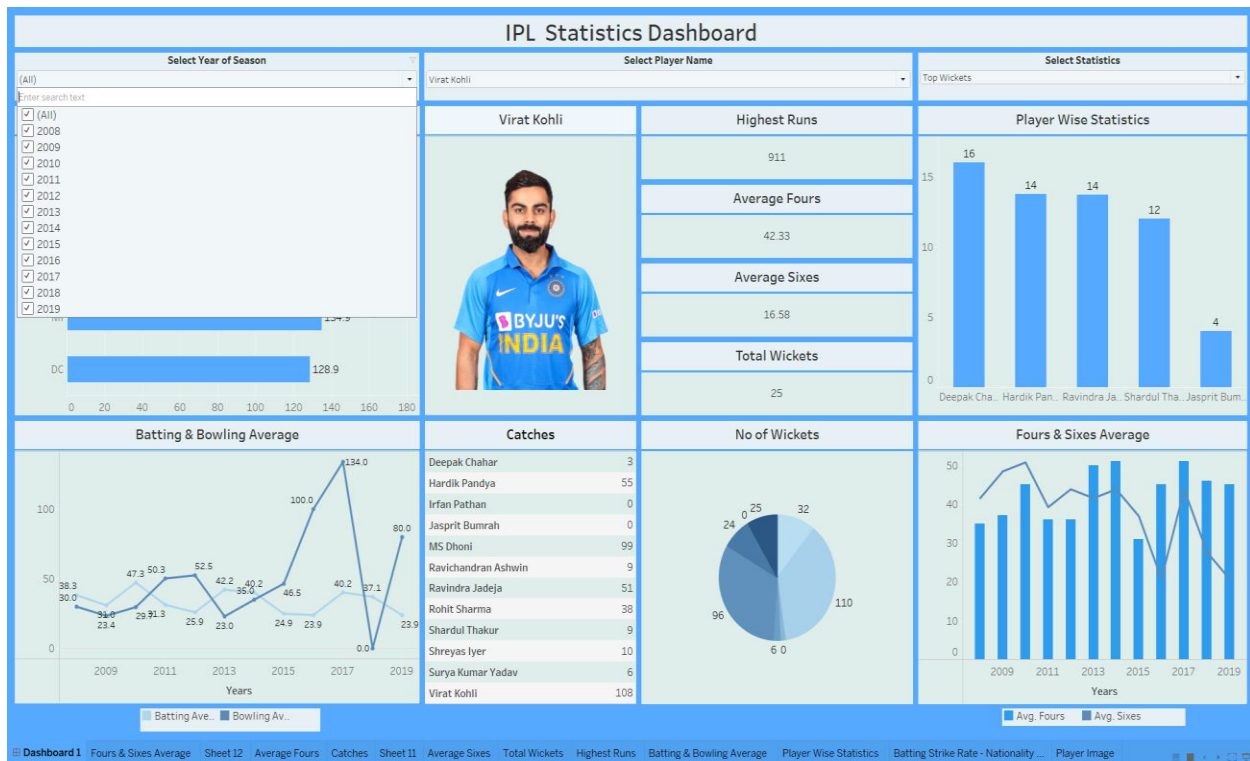 IPL Statistics Dashboard
Select Year of Season
(All)
Enter search text
(All)
2008
2009
2010
2011
2012
2013
2014
2015
2016
2017
2018
2019
DC
128.9
0 20 40 60 80 100 120 140 160 180
Select Player Name
Virat Kohli
Select Statistics
Top Wickets
Virat Kohli
BYJU'S
INDIA
Highest Runs
911
Average Fours
42.33
Average Sixes
16.58
Total Wickets
25
Player Wise Statistics
16
14
14
12
4
15
10
5
0
Deepak Cha.. Hardik Pan.. Ravindra Ja.. Shardul Tha.. Jasprit Bum..
Batting & Bowling Average
100
50
0
38.3
30.0
31.0
23.4
47.3
29.7
50.3
31.3
52.5
25.9
42.2
23.0
40.2
35.0
46.5
24.9
100.0
23.9
134.0
40.2
37.1
0.0
80.0
23.9
2009 2011 2013 2015 2017 2019
Years
Batting Ave.. Bowling Av..
Catches
Deepak Chahar 3
Hardik Pandya 55
Irfan Pathan 0
Jasprit Bumrah 0
MS Dhoni 99
Ravichandran Ashwin 9
Ravindra Jadeja 51
Rohit Sharma 38
Shardul Thakur 9
Shreyas Iyer 10
Surya Kumar Yadav 6
Virat Kohli 108
No of Wickets
32
110
0
6
96
24
0
25
Fours & Sixes Average
50
40
30
20
10
0
2009 2011 2013 2015 2017 2019
Years
Avg. Fours Avg. Sixes
Dashboard 1 Fours & Sixes Average Sheet 12 Average Fours Catches Sheet 11 Average Sixes Total Wickets Highest Runs Batting & Bowling Average Player Wise Statistics Batting Strike Rate - Nationality ... Player Image